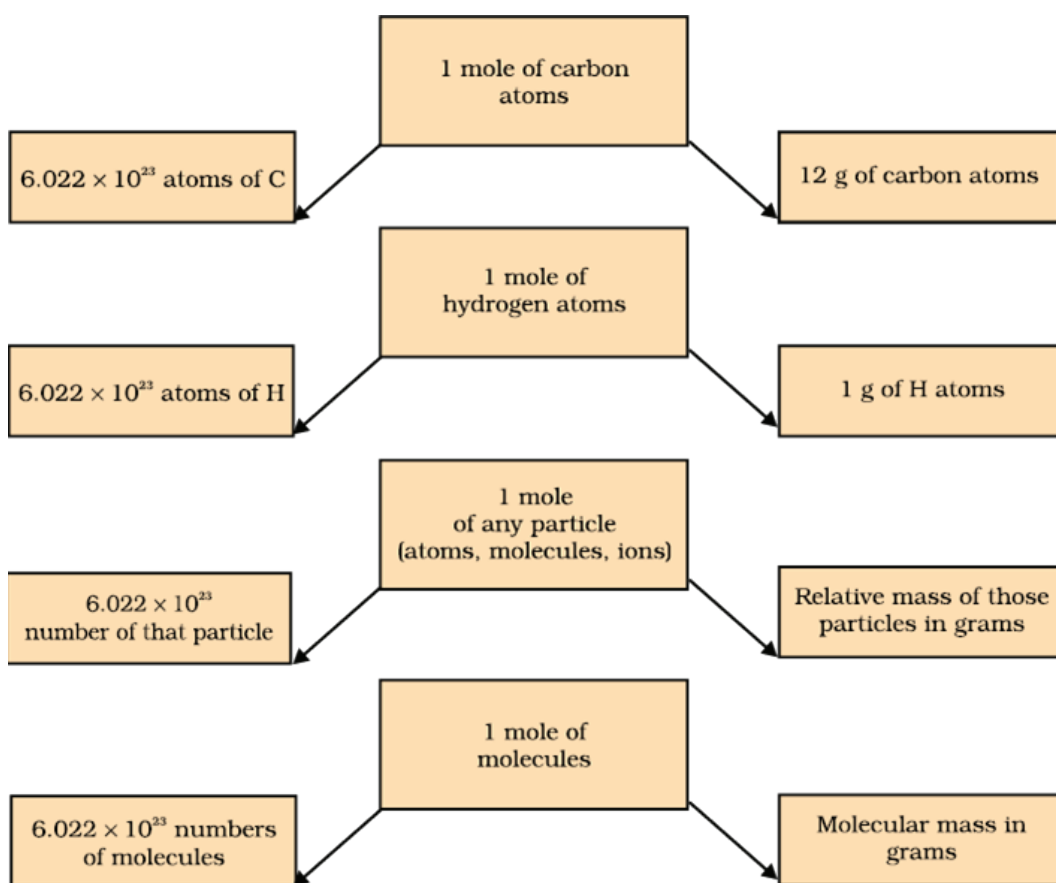 1 mole of carbon
atoms
6.022 × 10²³ atoms of C
12 g of carbon atoms
1 mole of
hydrogen atoms
6.022 × 10²³ atoms of H
1 g of H atoms
1 mole
of any particle
(atoms, molecules, ions)
6.022 × 10²³
number of that particle
Relative mass of those
particles in grams
1 mole of
molecules
6.022 × 10²³ numbers
of molecules
Molecular mass in
grams